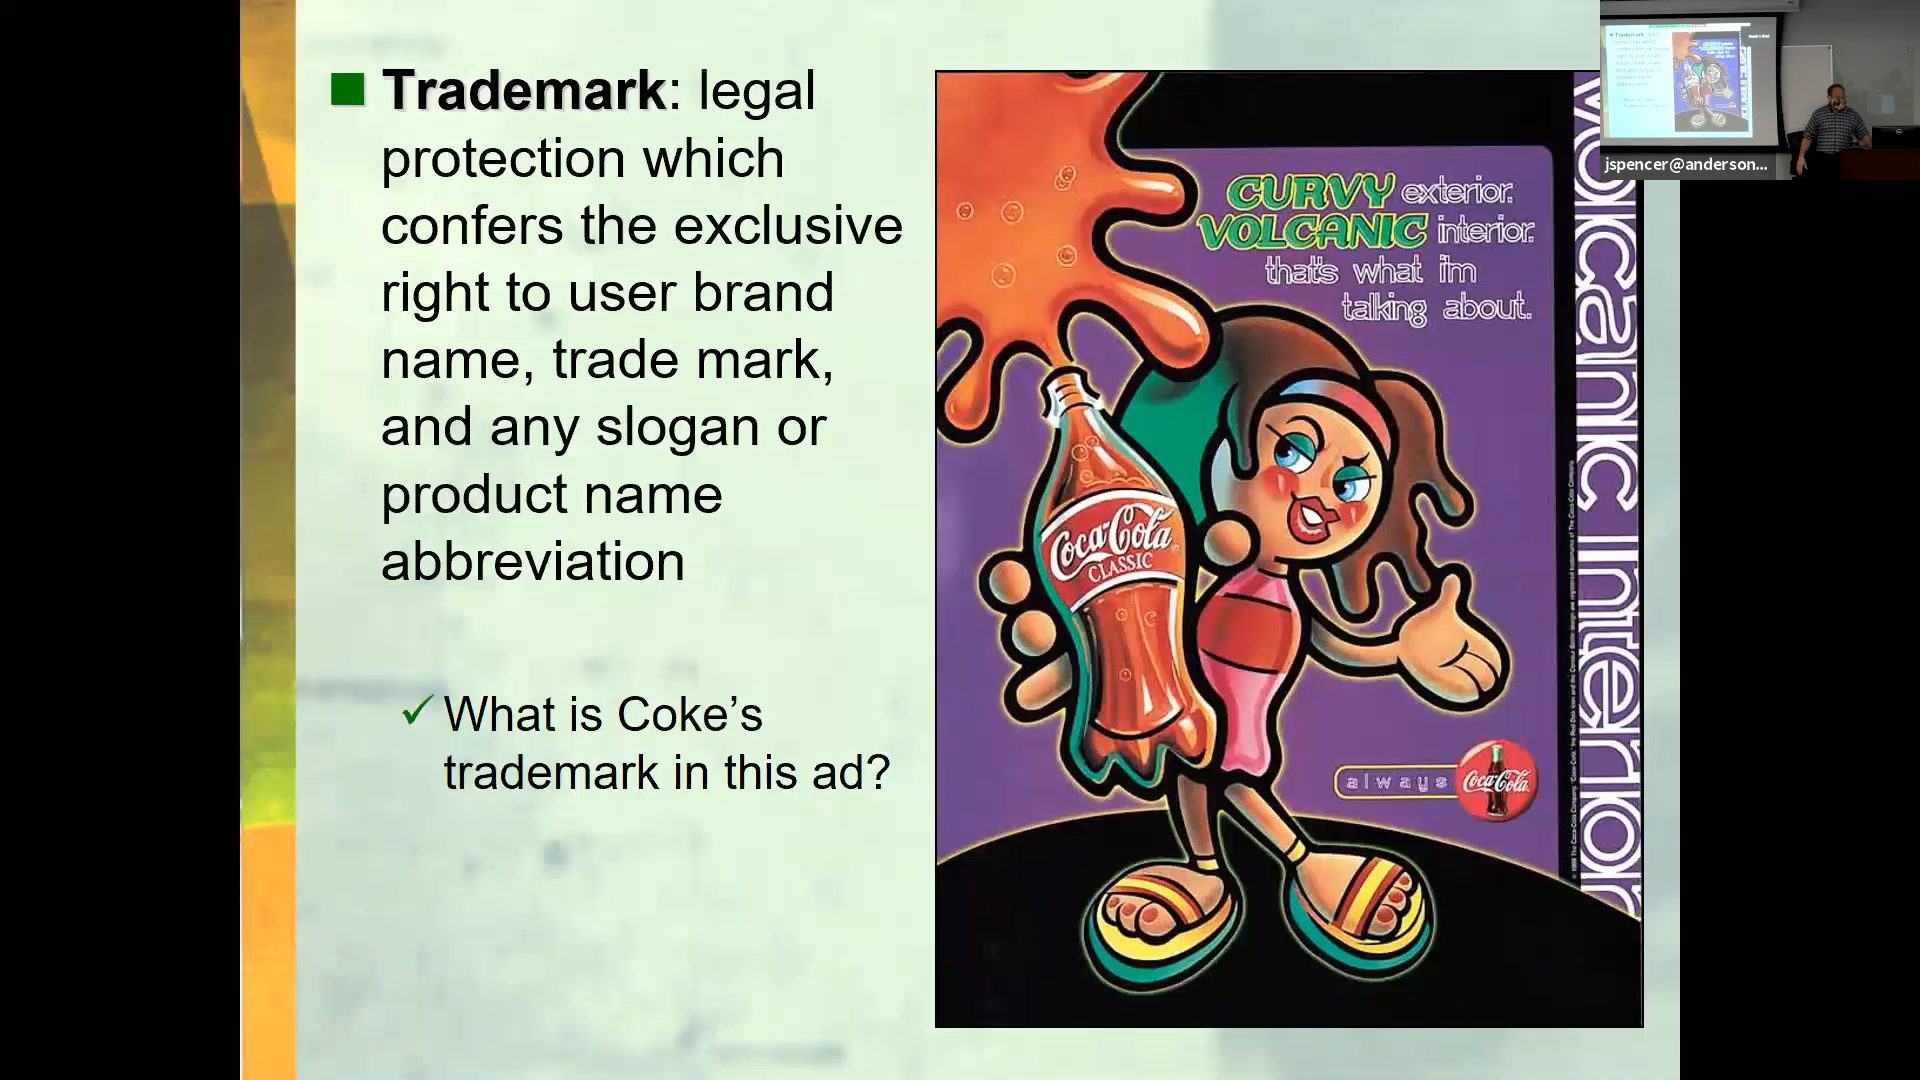 Trademark: legal
protection which
confers the exclusive
right to user brand
name, trade mark,
and any slogan or
product name
abbreviation
✓ What is Coke’s
trademark in this ad?
CURVY exterior.
VOLCANIC interior.
that's what i'm
talking about.
Coca-Cola
CLASSIC
always
Coca-Cola
volcanic interior
jspencer@anderson...